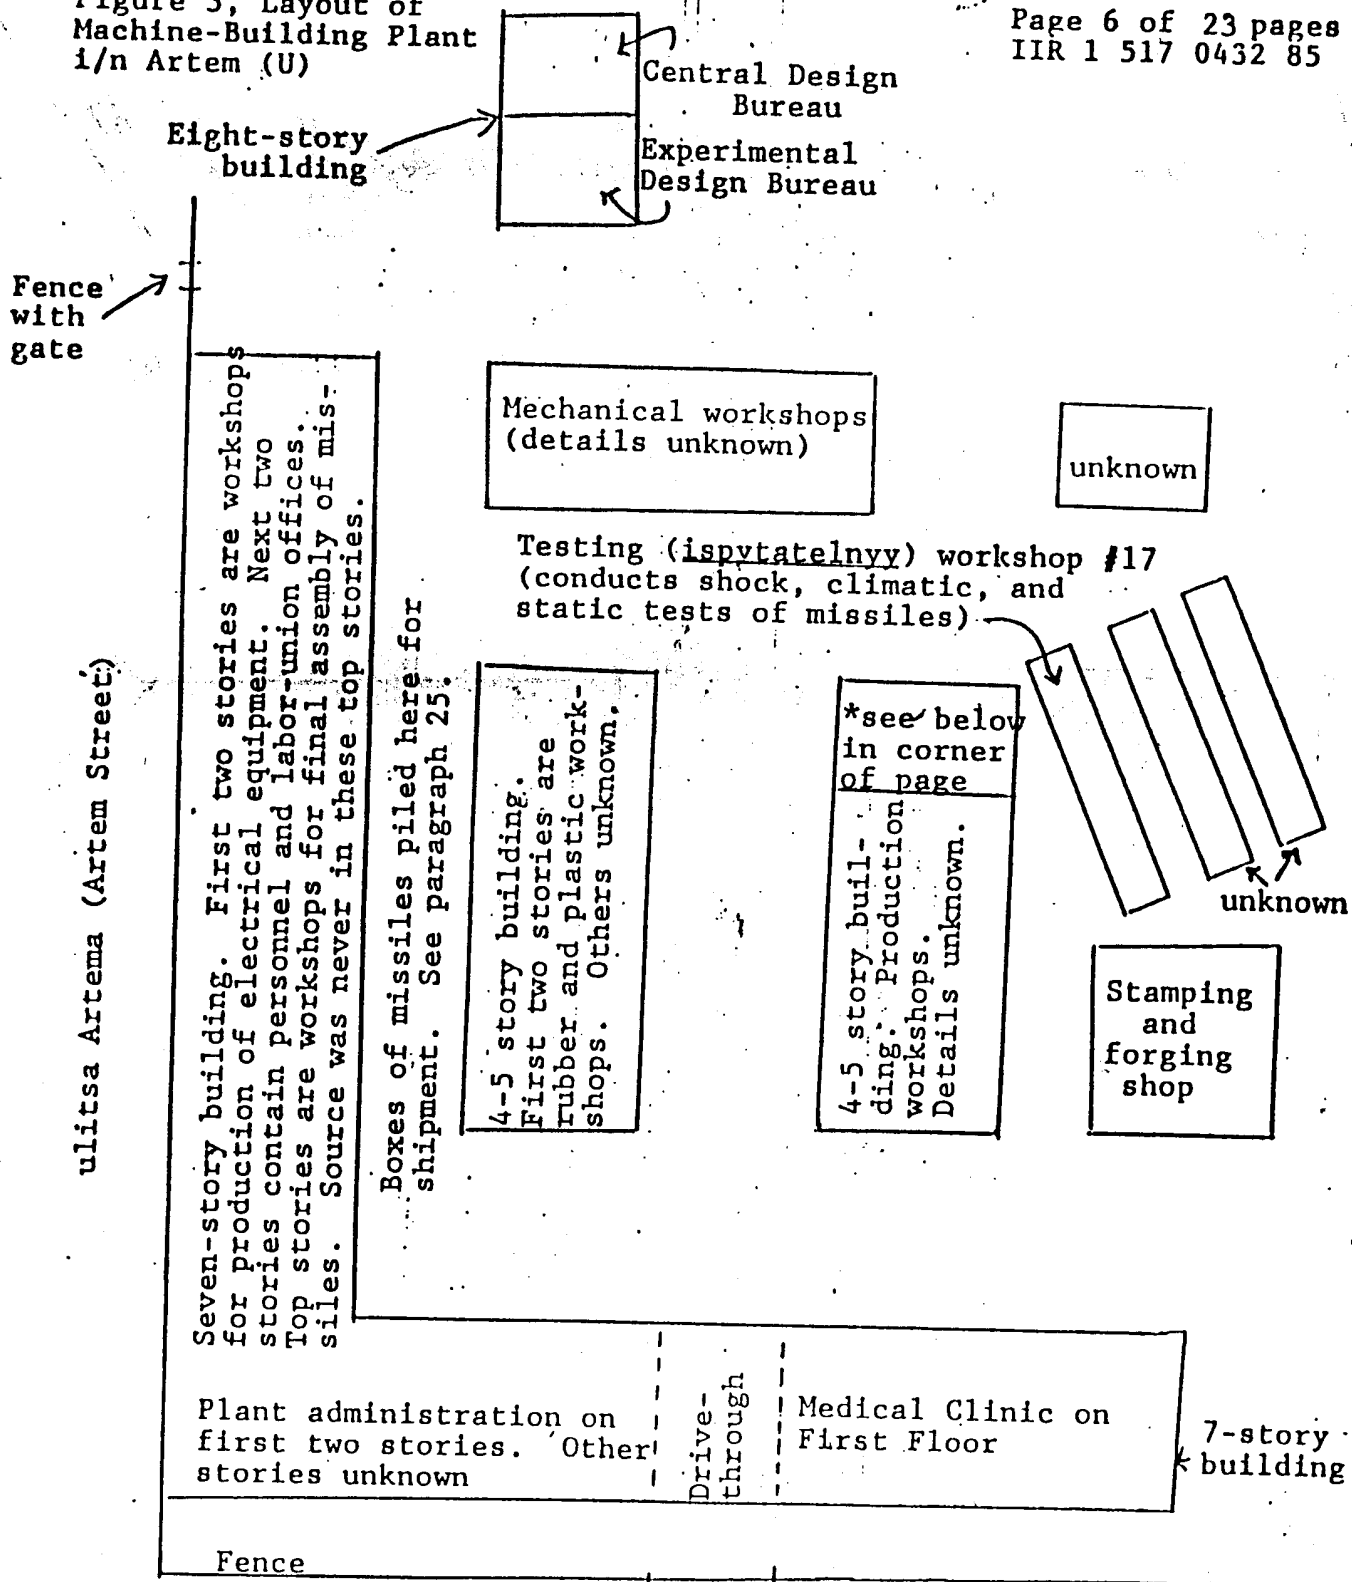 Figure 3, Layout of
Machine-Building Plant
i/n Artem (U)
Page 6 of 23 pages
IIR 1 517 0432 85
Central Design
Bureau
Eight-story
building
Experimental
Design Bureau
Fence
with
gate
Mechanical workshops
(details unknown)
unknown
Testing (ispytatelnyy) workshop #17
(conducts shock, climatic, and
static tests of missiles)
ulitsa Artema (Artem Street)
Seven-story building. First two stories are workshops
for production of electrical equipment. Next two
stories contain personnel and labor-union offices.
Top stories are workshops for final assembly of mis-
siles. Source was never in these top stories.
Boxes of missiles piled here for
shipment. See paragraph 25.
4-5 story building.
First two stories are
rubber and plastic work-
shops. Others unknown.
*see below
in corner
of page
4-5 story buil-
ding. Production
workshops.
Details unknown.
unknown
Stamping
and
forging
shop
Plant administration on
first two stories. Other
stories unknown
Drive-
through
Medical Clinic on
First Floor
7-story
building
Fence